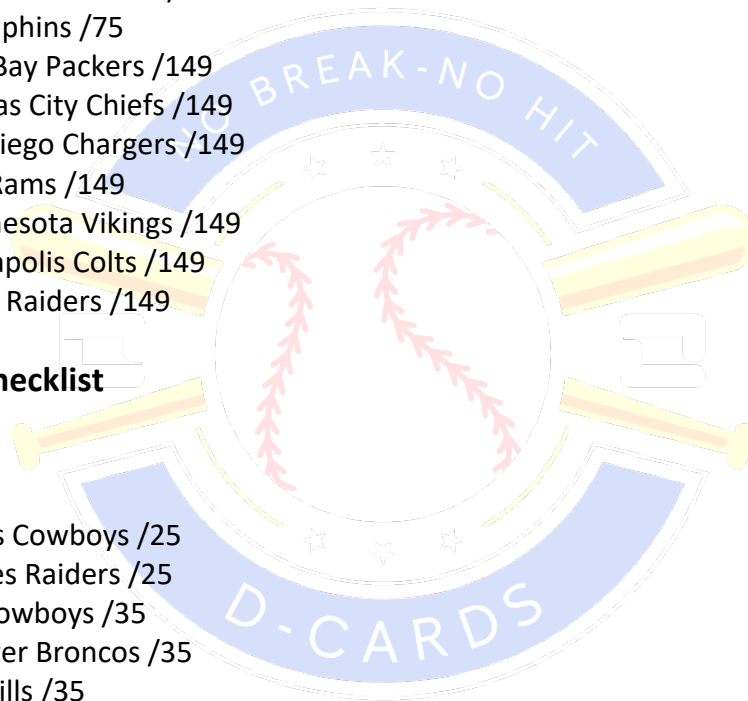 phins /75
Bay Packers /149
as City Chiefs /149
iego Chargers /149
Rams /149
nesota Vikings /149
apolis Colts /149
Raiders /149
hecklist
s Cowboys /25
es Raiders /25
owboys /35
er Broncos /35
ills /35
NO BREAK-NO HIT
D-CARDS